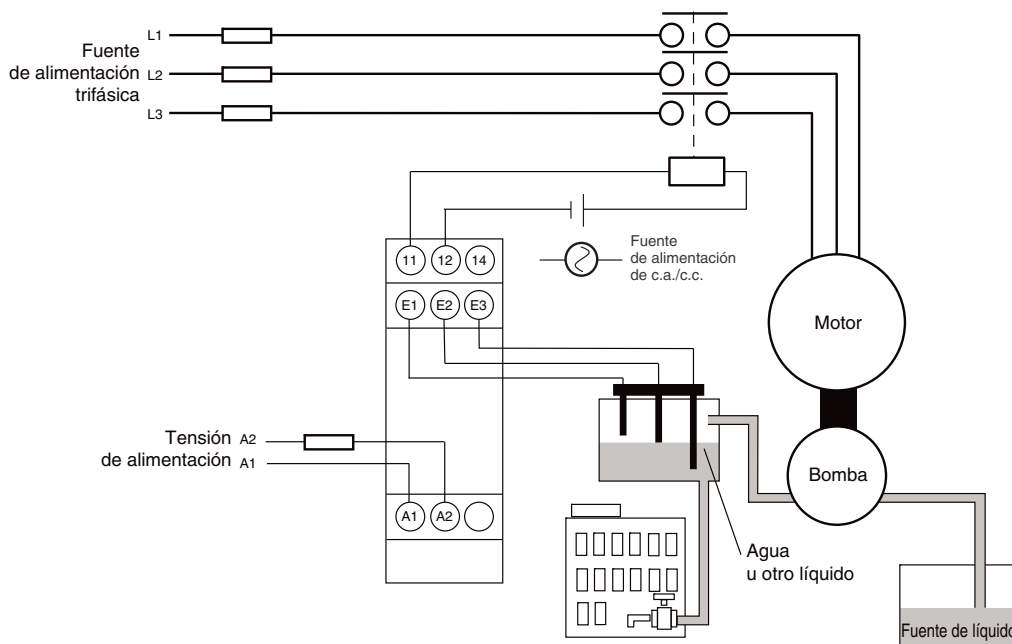 L1
Fuente
de alimentación
trifásica
L2
L3
11
12
14
Fuente
de alimentación
de c.a./c.c.
E1
E2
E3
Motor
Tensión
de alimentación
A2
A1
Bomba
A1
A2
Agua
u otro líquido
Fuente de líquido